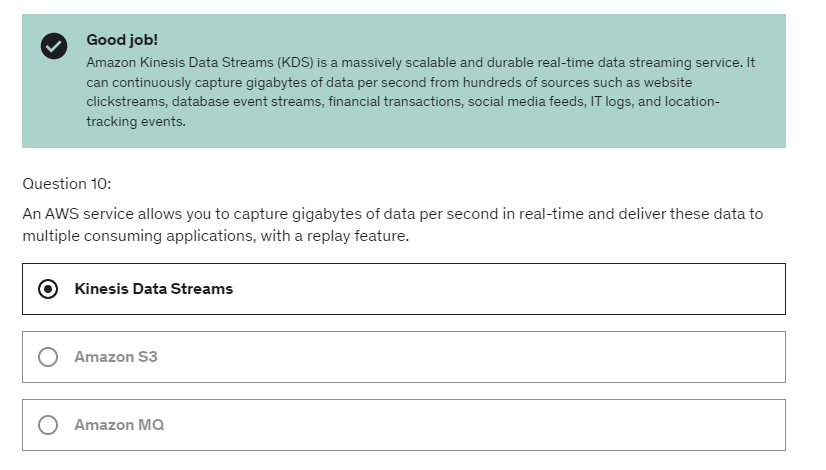 Good job!
Amazon Kinesis Data Streams (KDS) is a massively scalable and durable real-time data streaming service. It
can continuously capture gigabytes of data per second from hundreds of sources such as website
clickstreams, database event streams, financial transactions, social media feeds, IT logs, and location-
tracking events.
Question 10:
An AWS service allows you to capture gigabytes of data per second in real-time and deliver these data to
multiple consuming applications, with a replay feature.
Kinesis Data Streams
Amazon S3
Amazon MQ